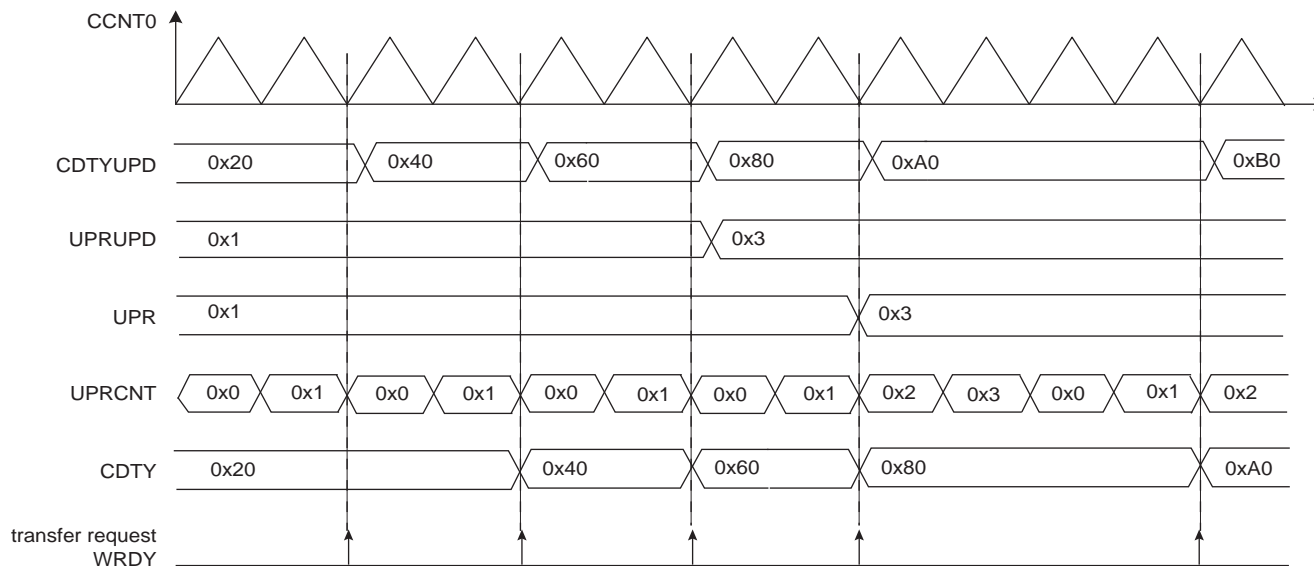 CCNT0
CDTYUPD 0x20 0x40 0x60 0x80 0xA0 0xB0
UPRUPD 0x1 0x3
UPR 0x1 0x3
UPRCNT 0x0 0x1 0x0 0x1 0x0 0x1 0x0 0x1 0x2 0x3 0x0 0x1 0x2
CDTY 0x20 0x40 0x60 0x80 0xA0
transfer request
WRDY